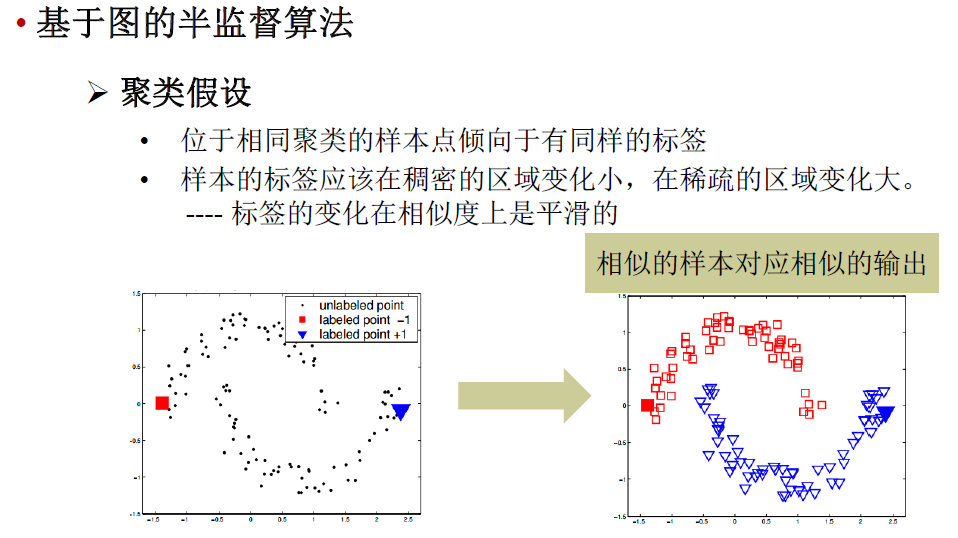 • 基于图的半监督算法
➢ 聚类假设
• 位于相同聚类的样本点倾向于有同样的标签
• 样本的标签应该在稠密的区域变化小，在稀疏的区域变化大。
---- 标签的变化在相似度上是平滑的
相似的样本对应相似的输出
unlabeled point
labeled point −1
labeled point +1
1.5
1
0.5
0
−0.5
−1
−1.5
−1.5 −1 −0.5 0 0.5 1 1.5 2 2.5
1.5
1
0.5
0
−0.5
−1
−1.5
−1.5 −1 −0.5 0 0.5 1 1.5 2 2.5